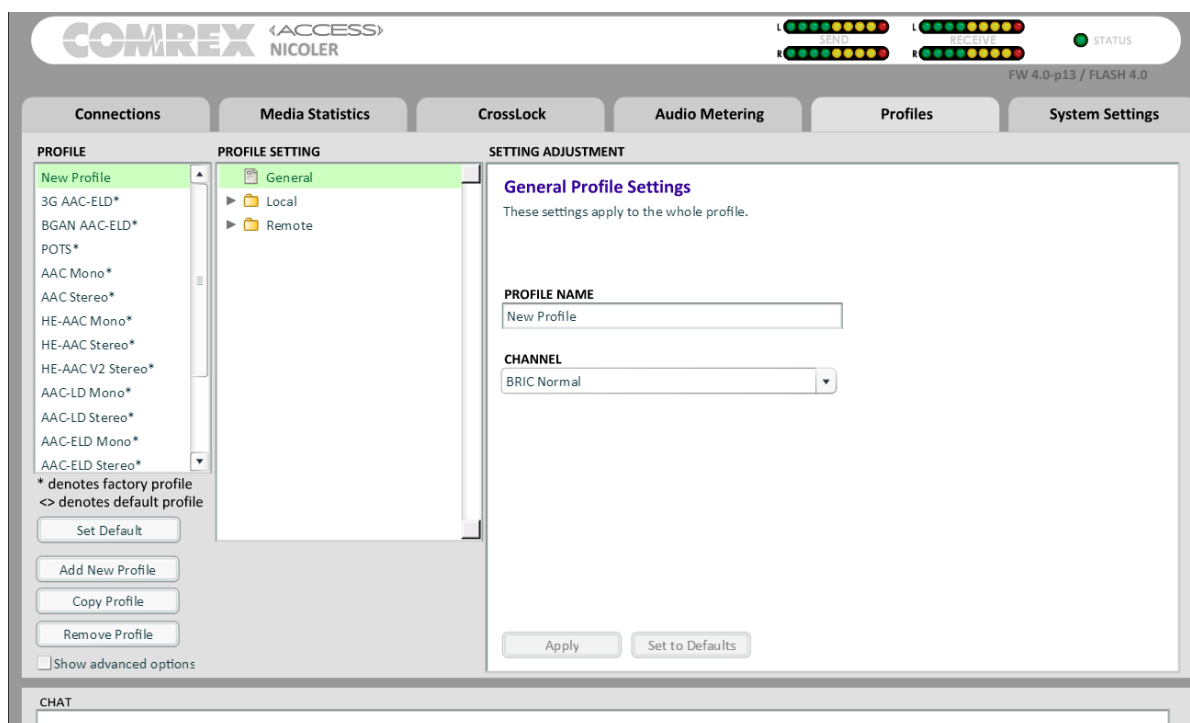 COMREX ‹ACCESS›
NICOLER
L SEND R
L RECEIVE R
STATUS
FW 4.0-p13 / FLASH 4.0
Connections Media Statistics CrossLock Audio Metering Profiles System Settings
PROFILE
New Profile
3G AAC-ELD*
BGAN AAC-ELD*
POTS*
AAC Mono*
AAC Stereo*
HE-AAC Mono*
HE-AAC Stereo*
HE-AAC V2 Stereo*
AAC-LD Mono*
AAC-LD Stereo*
AAC-ELD Mono*
AAC-ELD Stereo*
* denotes factory profile
<> denotes default profile
Set Default
Add New Profile
Copy Profile
Remove Profile
Show advanced options
PROFILE SETTING
General
Local
Remote
SETTING ADJUSTMENT
General Profile Settings
These settings apply to the whole profile.
PROFILE NAME
New Profile
CHANNEL
BRIC Normal
Apply Set to Defaults
CHAT